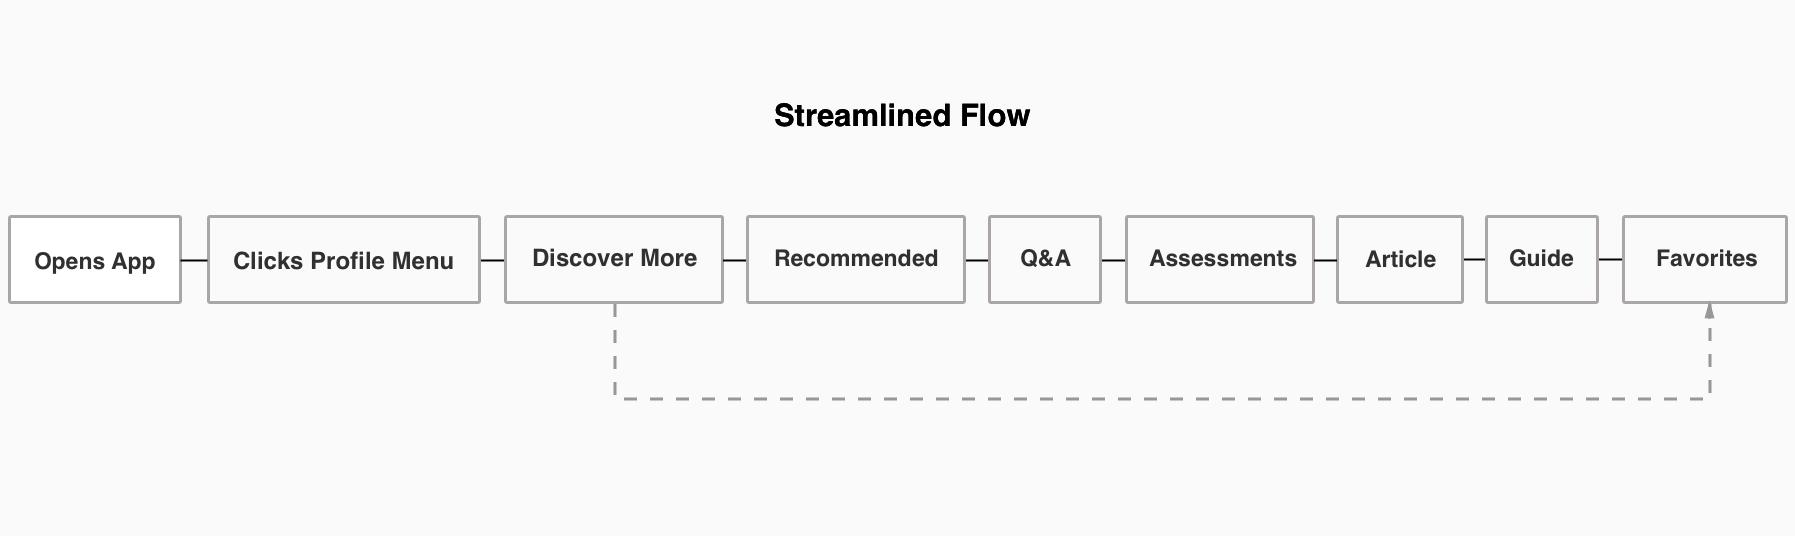 Streamlined Flow
Opens App
Clicks Profile Menu
Discover More
Recommended
Q&A
Assessments
Article
Guide
Favorites